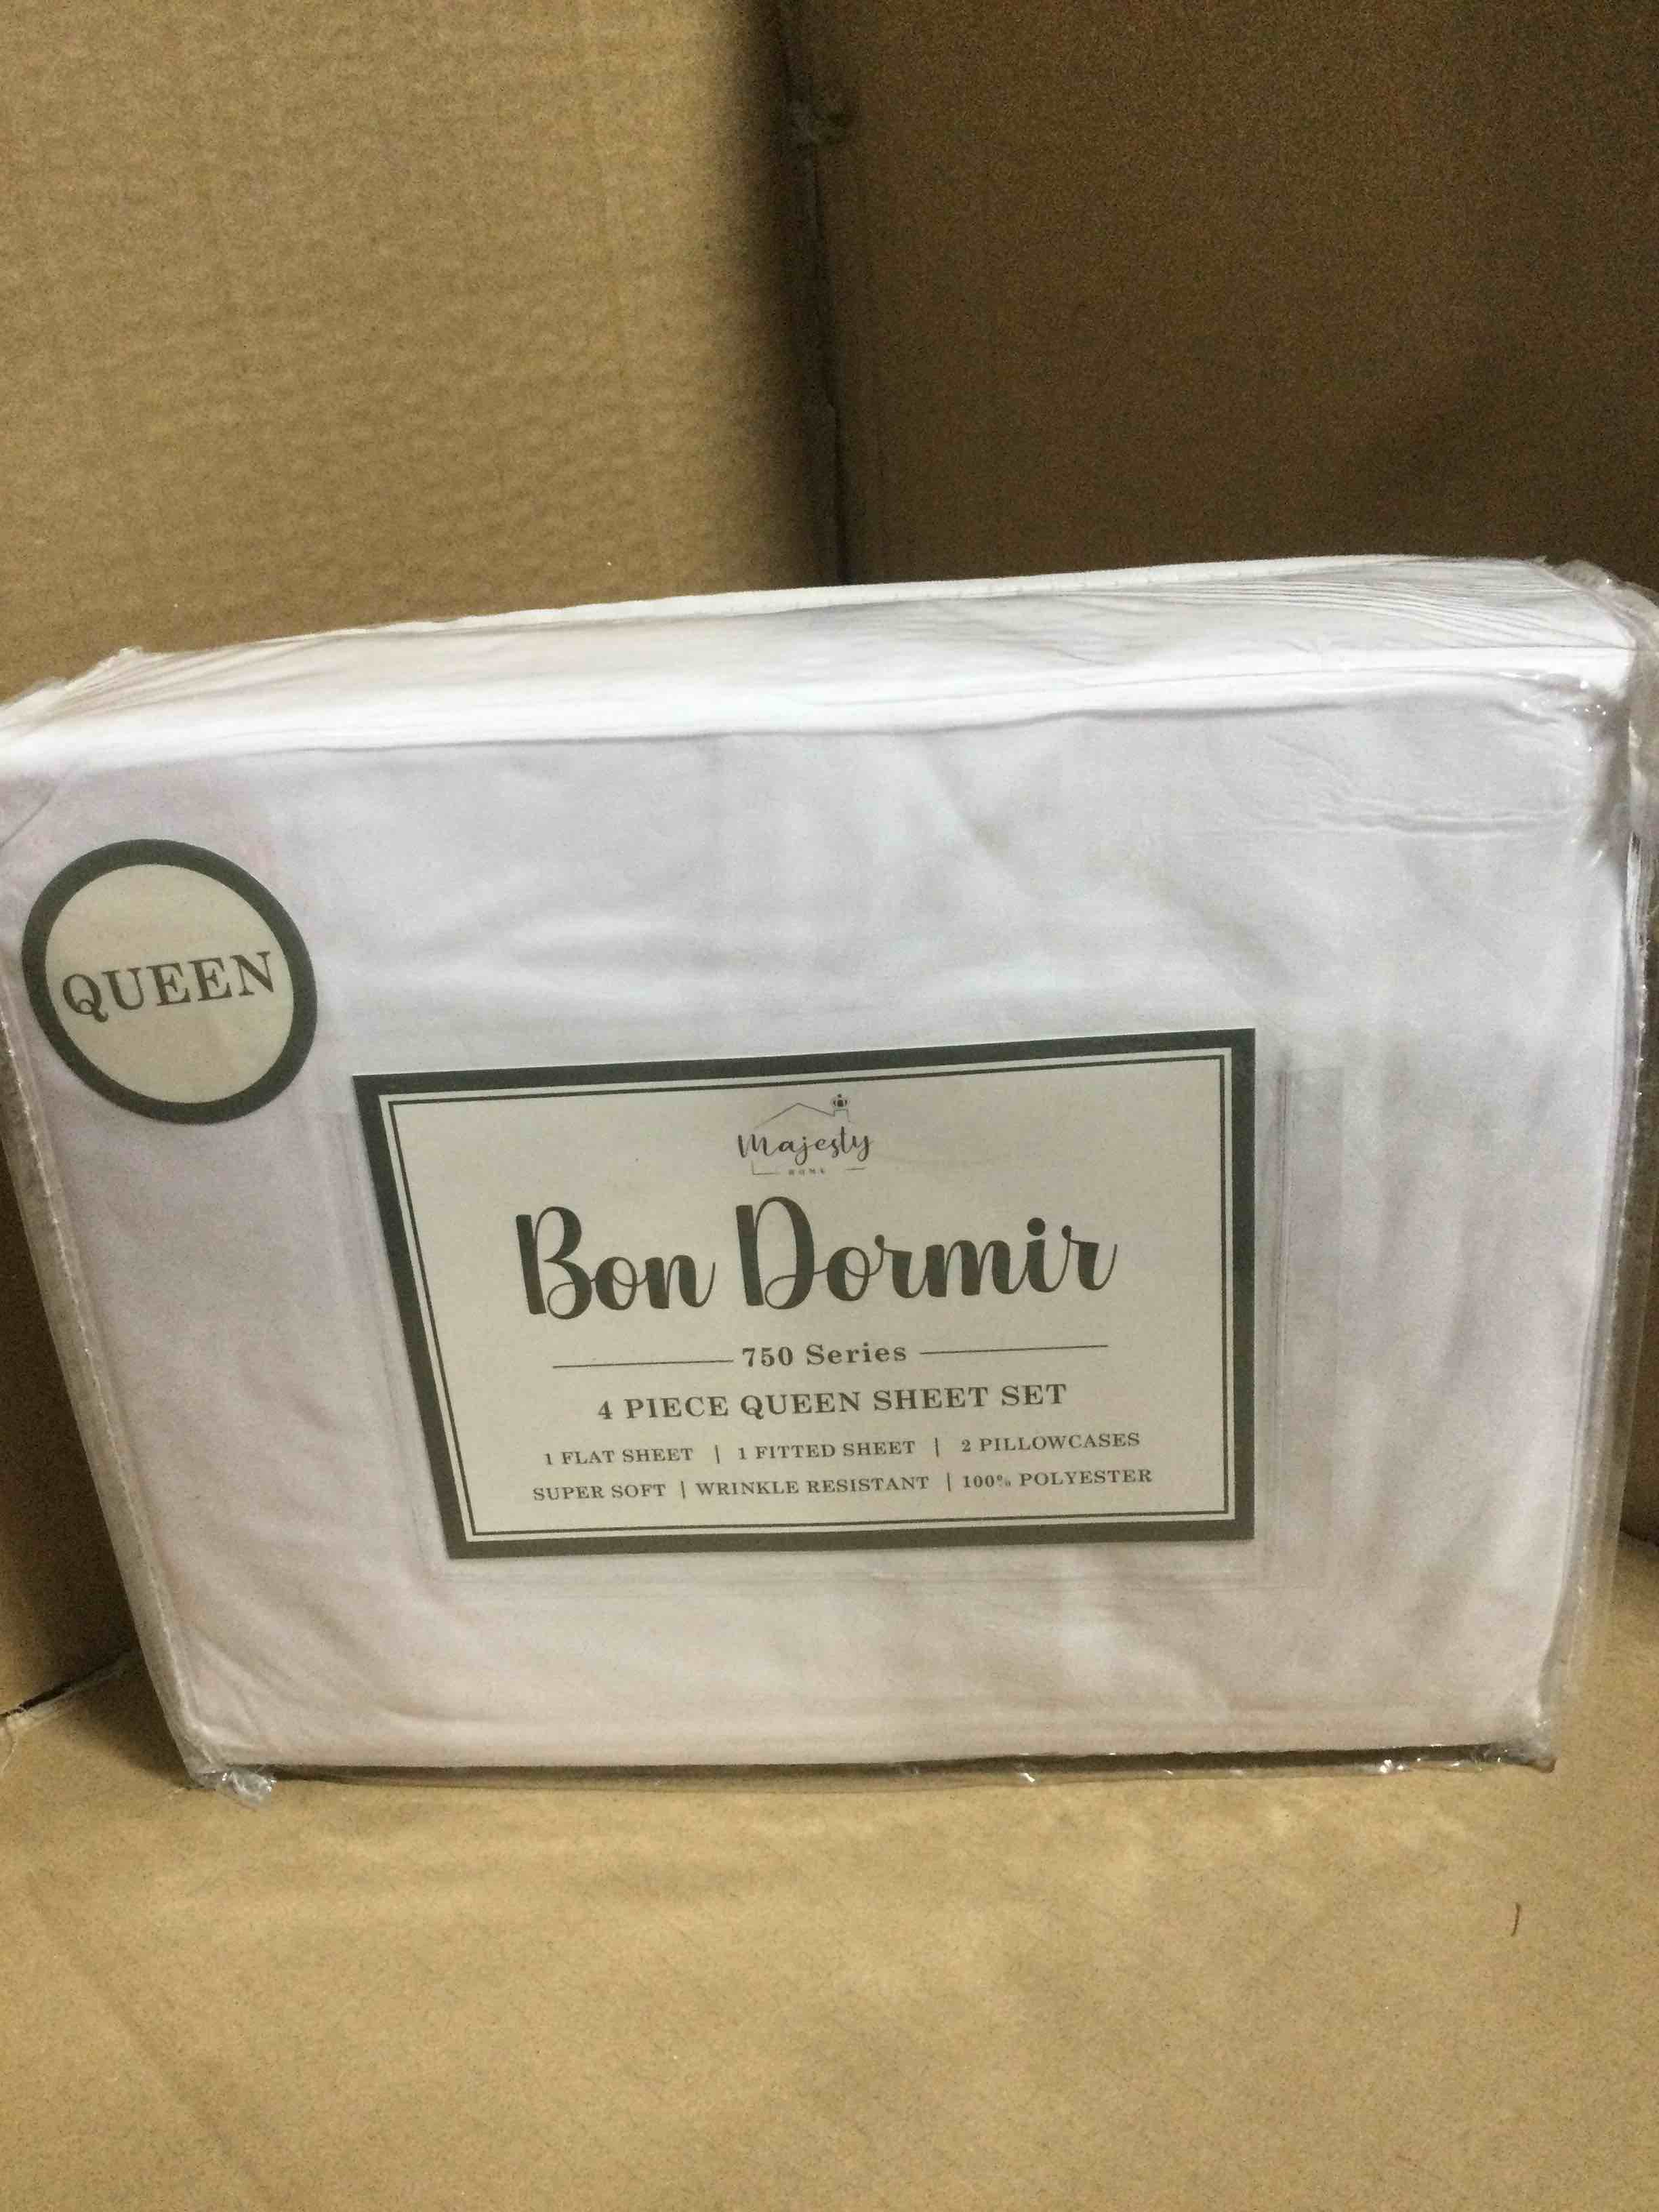 QUEEN
Majesty
HOME
Bon Dormir
750 Series
4 PIECE QUEEN SHEET SET
1 FLAT SHEET | 1 FITTED SHEET | 2 PILLOWCASES
SUPER SOFT | WRINKLE RESISTANT | 100% POLYESTER